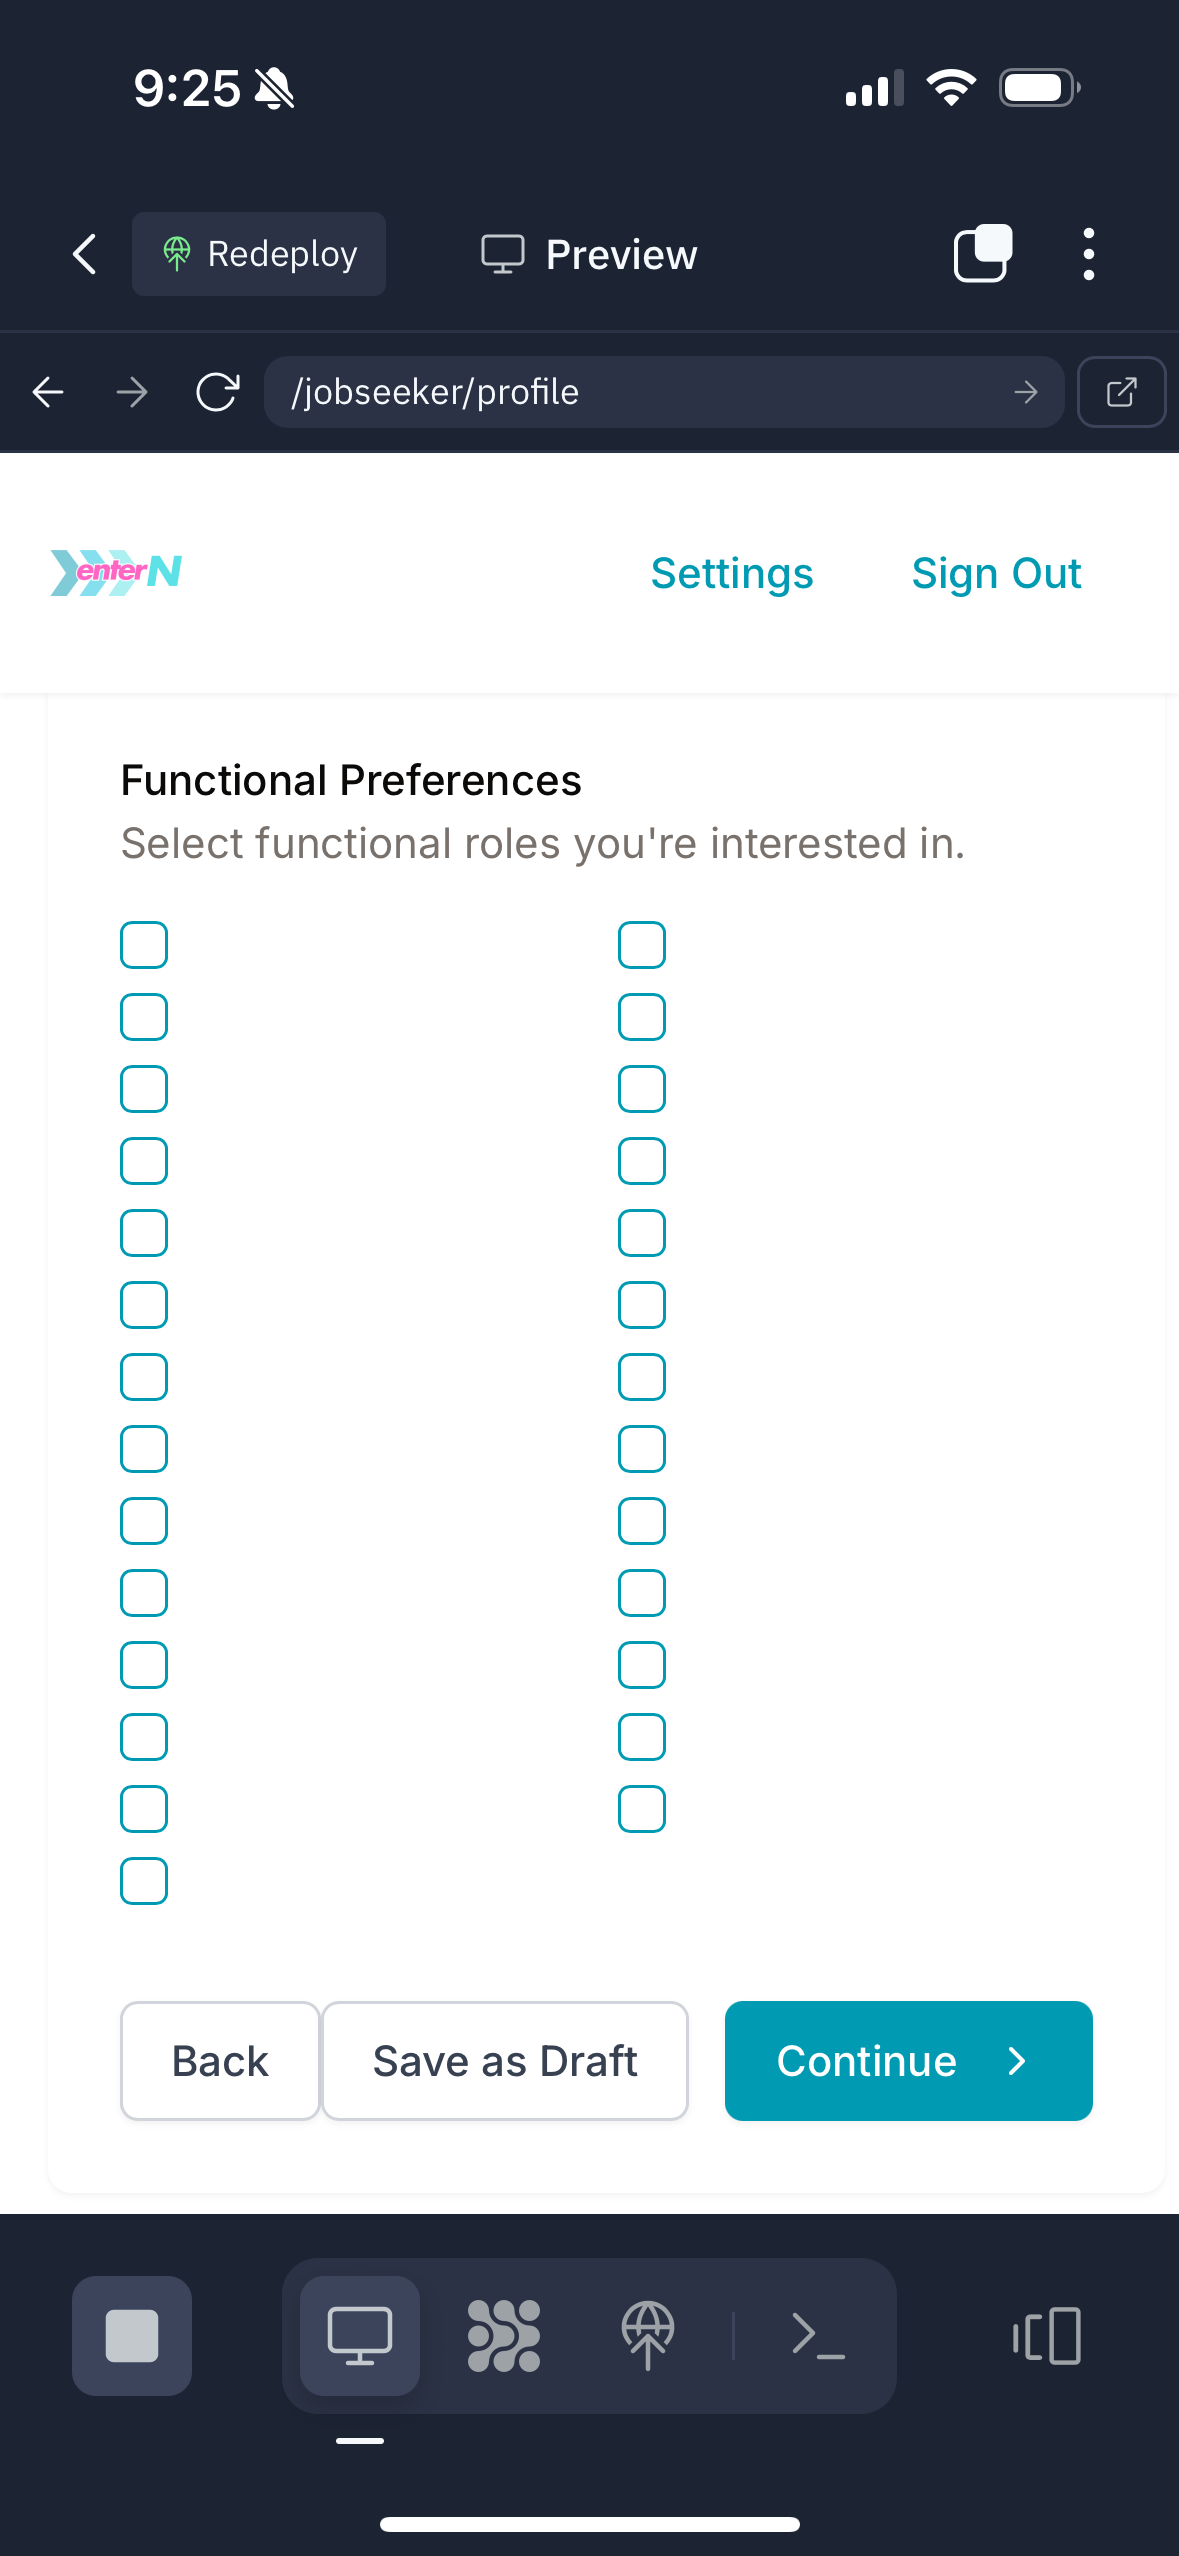 9:25
Redeploy
Preview
/jobseeker/profile
enterN
Settings
Sign Out
Functional Preferences
Select functional roles you're interested in.
Back
Save as Draft
Continue